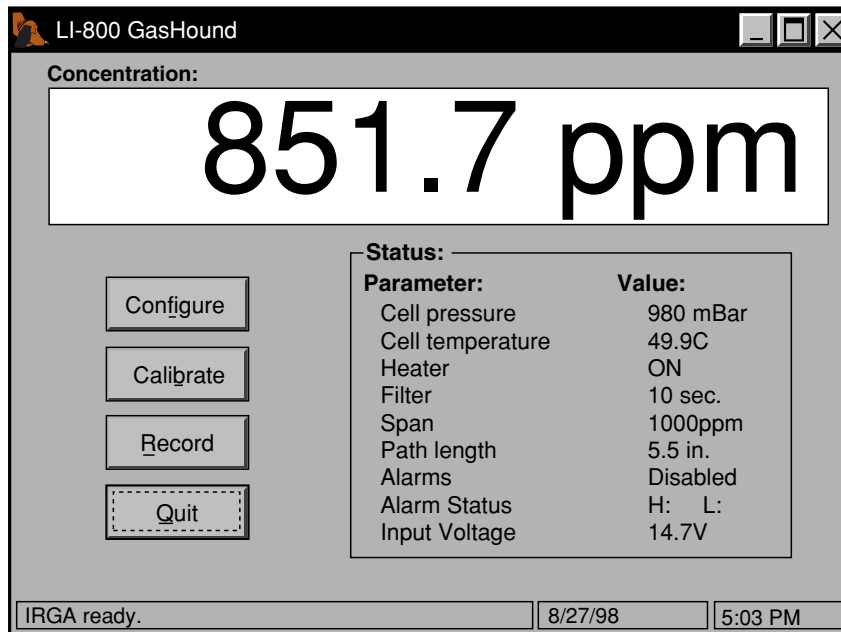 LI-800 GasHound
Concentration:
851.7 ppm
Configure
Calibrate
Record
Quit
Status:
Parameter: Value:
Cell pressure 980 mBar
Cell temperature 49.9C
Heater ON
Filter 10 sec.
Span 1000ppm
Path length 5.5 in.
Alarms Disabled
Alarm Status H: L:
Input Voltage 14.7V
IRGA ready. 8/27/98 5:03 PM